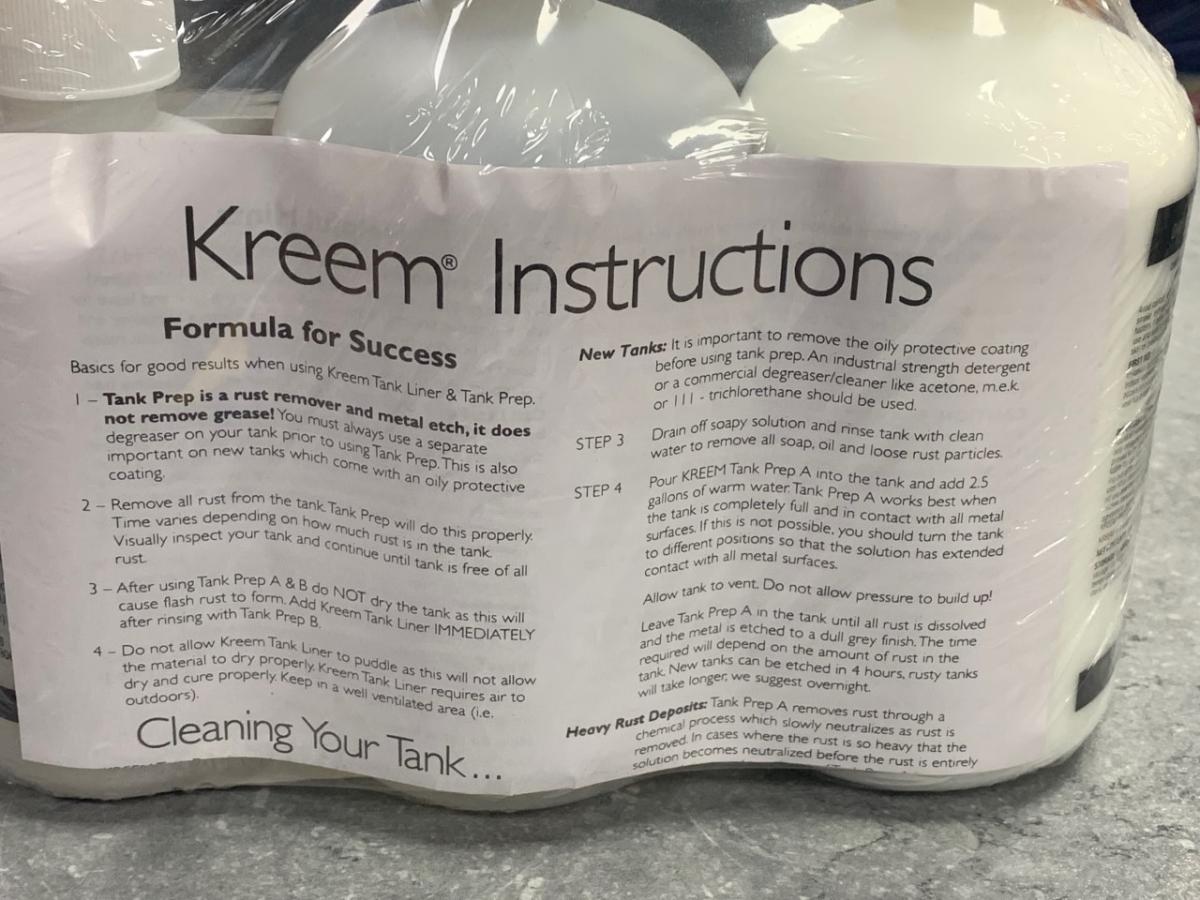 Kreem® Instructions
Formula for Success
Basics for good results when using Kreem Tank Liner & Tank Prep.
1 – Tank Prep is a rust remover and metal etch, it does
not remove grease! You must always use a separate
degreaser on your tank prior to using Tank Prep. This is also
important on new tanks which come with an oily protective
coating.
2 – Remove all rust from the tank. Tank Prep will do this properly.
Time varies depending on how much rust is in the tank.
Visually inspect your tank and continue until tank is free of all
rust.
3 – After using Tank Prep A & B do NOT dry the tank as this will
cause flash rust to form. Add Kreem Tank Liner IMMEDIATELY
after rinsing with Tank Prep B.
4 – Do not allow Kreem Tank Liner to puddle as this will not allow
the material to dry properly. Kreem Tank Liner requires air to
dry and cure properly. Keep in a well ventilated area (i.e.
outdoors).
Cleaning Your Tank...
New Tanks: It is important to remove the oily protective coating
before using tank prep. An industrial strength detergent
or a commercial degreaser/cleaner like acetone, m.e.k.
or 111 - trichlorethane should be used.
STEP 3 Drain off soapy solution and rinse tank with clean
water to remove all soap, oil and loose rust particles.
STEP 4 Pour KREEM Tank Prep A into the tank and add 2.5
gallons of warm water. Tank Prep A works best when
the tank is completely full and in contact with all metal
surfaces. If this is not possible, you should turn the tank
to different positions so that the solution has extended
contact with all metal surfaces.
Allow tank to vent. Do not allow pressure to build up!
Leave Tank Prep A in the tank until all rust is dissolved
and the metal is etched to a dull grey finish. The time
required will depend on the amount of rust in the
tank. New tanks can be etched in 4 hours, rusty tanks
will take longer, we suggest overnight.
Heavy Rust Deposits: Tank Prep A removes rust through a
chemical process which slowly neutralizes as rust is
removed. In cases where the rust is so heavy that the
solution becomes neutralized before the rust is entirely